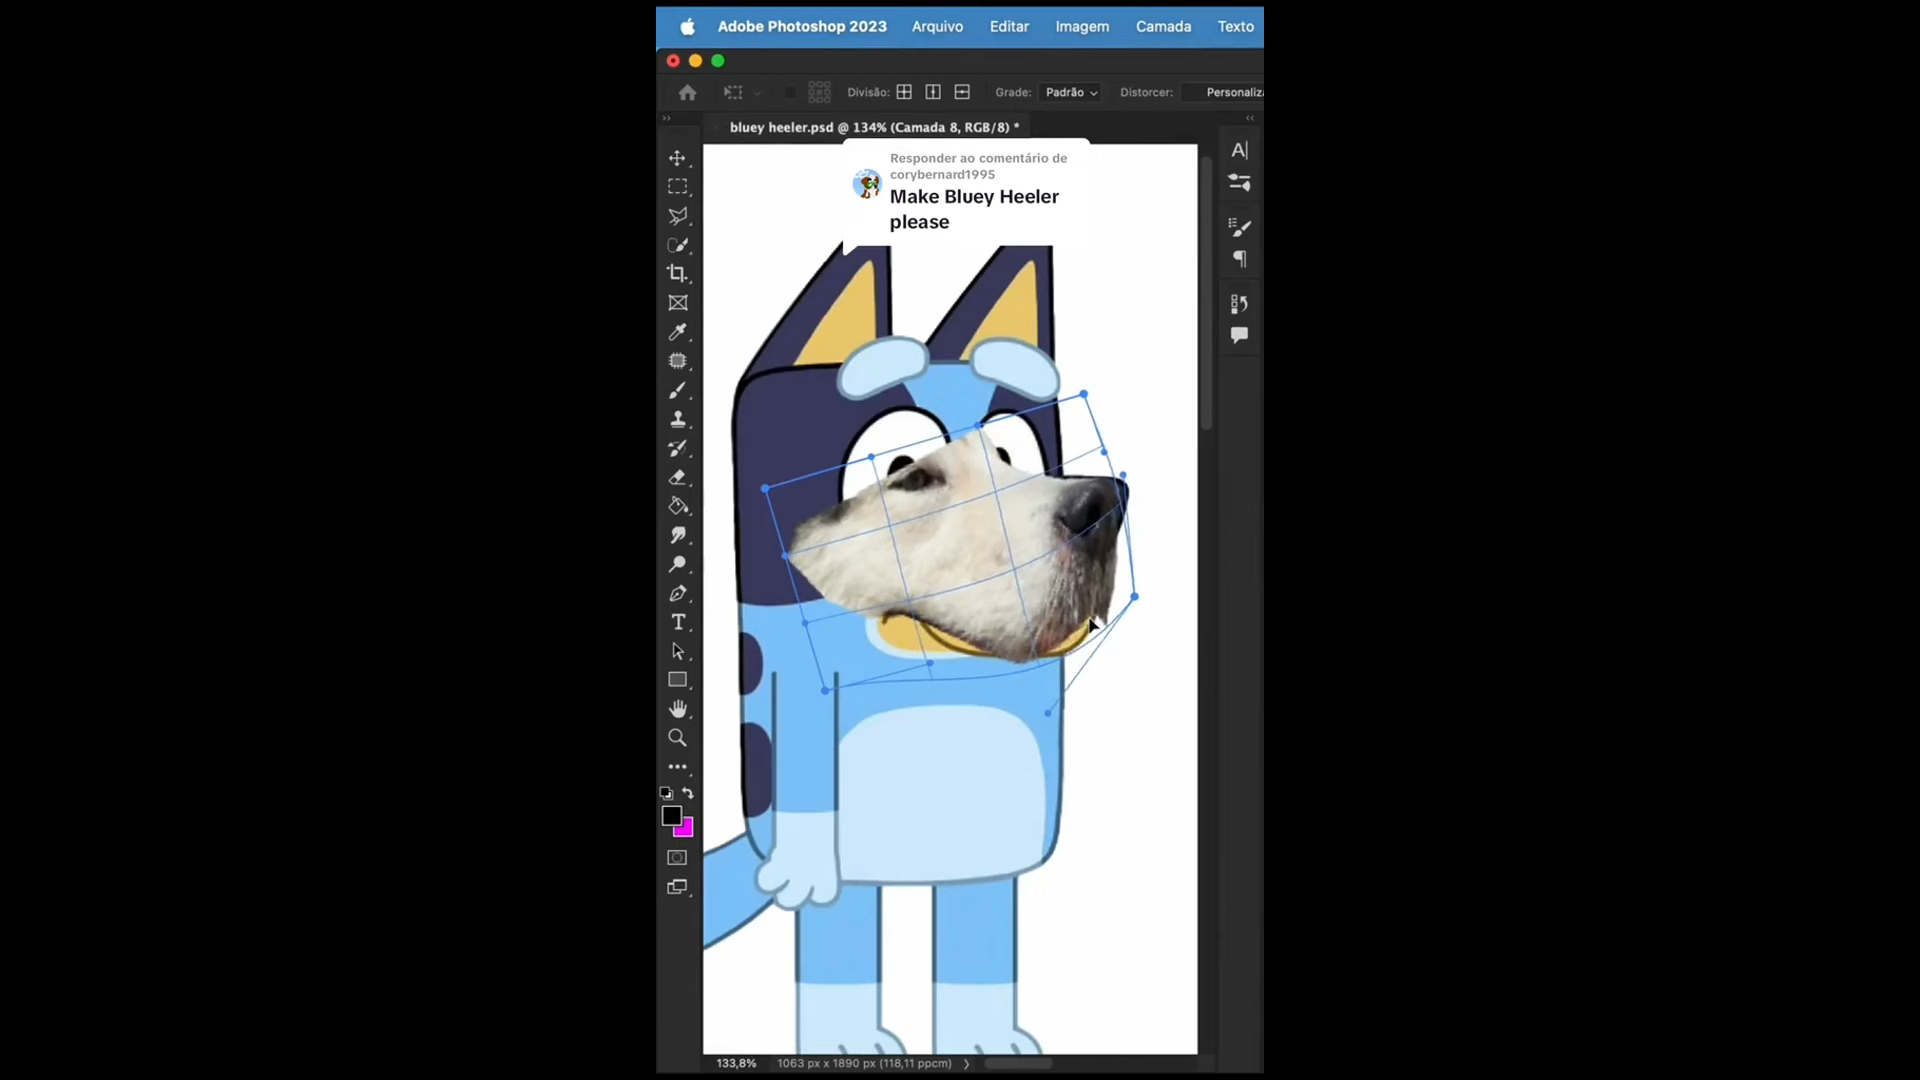 Adobe Photoshop 2023 Arquivo Editar Imagem Camada Texto
Divisão: Grade: Padrão Distorcer:
bluey heeler.psd @ 134% (Camada 8, RGB/8) *
Responder ao comentário de
corybernard1995
Make Bluey Heeler
please
133,8% 1063 px x 1890 px (118,11 ppcm)